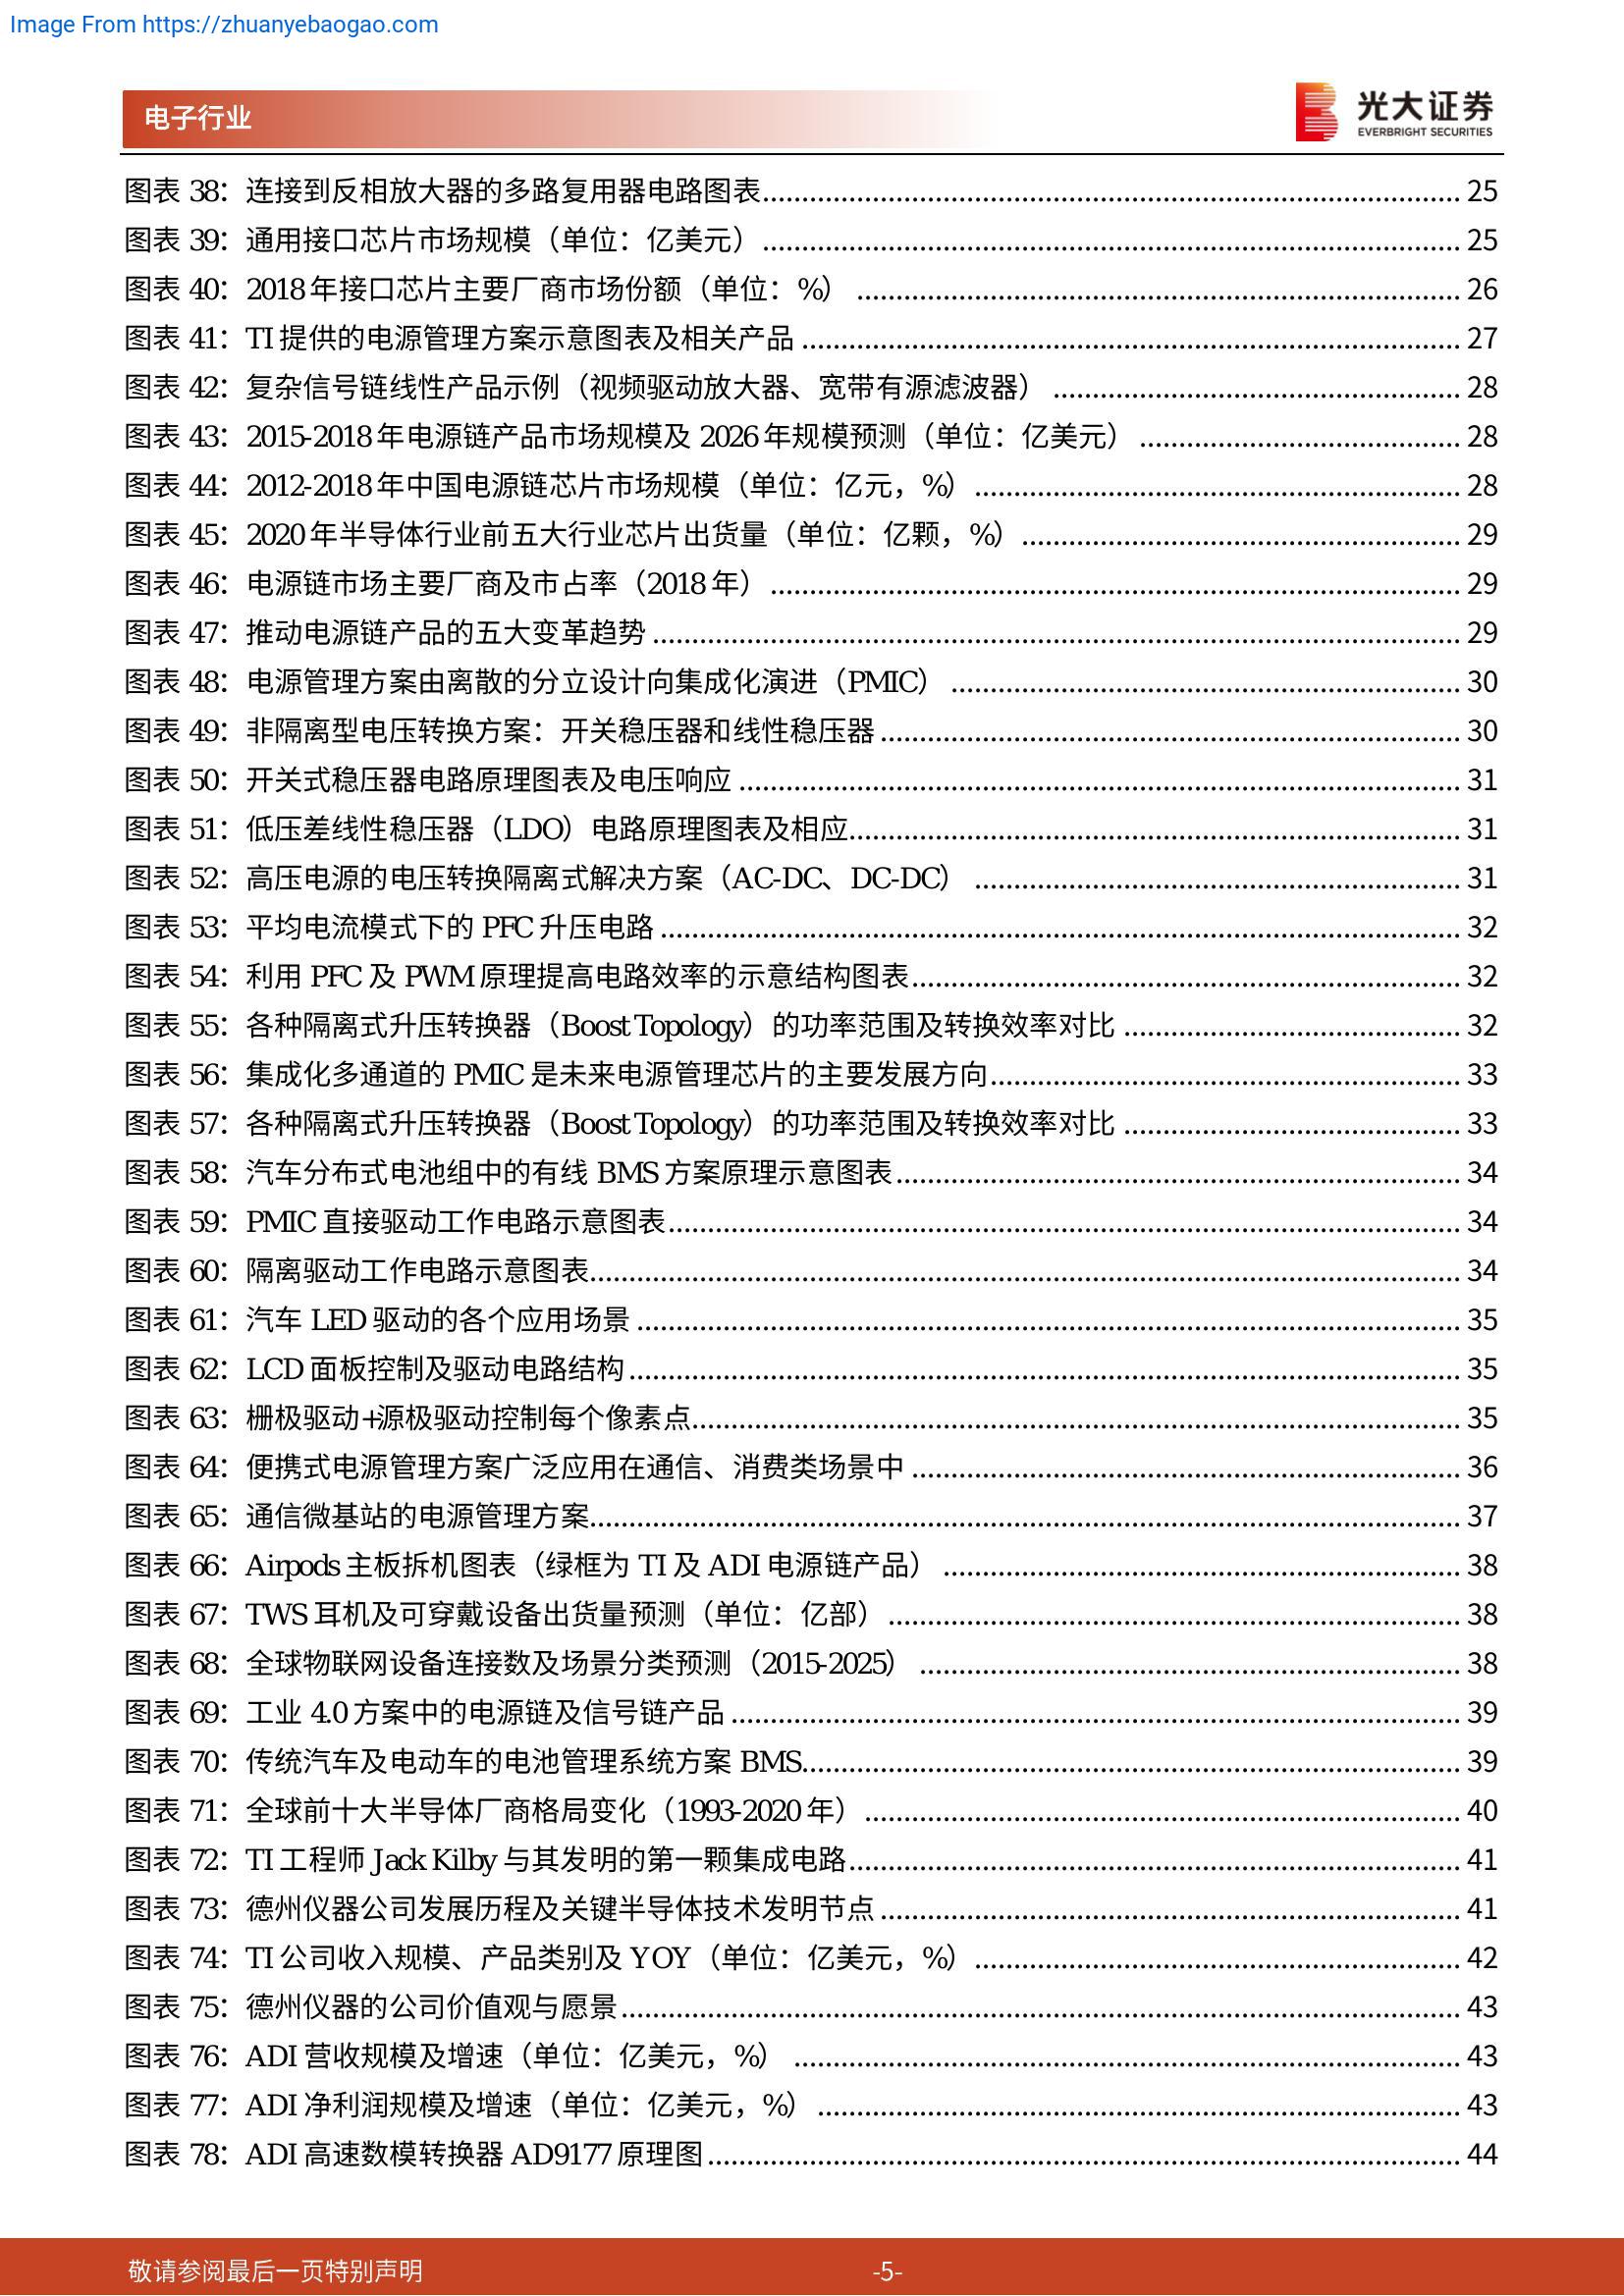 Image From https://zhuanyebaogao.com
电子行业
光大证券
EVERBRIGHT SECURITIES
图表 38：连接到反相放大器的多路复用器电路图表 25
图表 39：通用接口芯片市场规模（单位：亿美元） 25
图表 40：2018 年接口芯片主要厂商市场份额（单位：%） 26
图表 41：TI 提供的电源管理方案示意图表及相关产品 27
图表 42：复杂信号链线性产品示例（视频驱动放大器、宽带有源滤波器） 28
图表 43：2015-2018 年电源链产品市场规模及 2026 年规模预测（单位：亿美元） 28
图表 44：2012-2018 年中国电源链芯片市场规模（单位：亿元，%） 28
图表 45：2020 年半导体行业前五大行业芯片出货量（单位：亿颗，%） 29
图表 46：电源链市场主要厂商及市占率（2018 年） 29
图表 47：推动电源链产品的五大变革趋势 29
图表 48：电源管理方案由离散的分立设计向集成化演进（PMIC） 30
图表 49：非隔离型电压转换方案：开关稳压器和线性稳压器 30
图表 50：开关式稳压器电路原理图表及电压响应 31
图表 51：低压差线性稳压器（LDO）电路原理图表及相应 31
图表 52：高压电源的电压转换隔离式解决方案（AC-DC、DC-DC） 31
图表 53：平均电流模式下的 PFC 升压电路 32
图表 54：利用 PFC 及 PWM 原理提高电路效率的示意结构图表 32
图表 55：各种隔离式升压转换器（Boost Topology）的功率范围及转换效率对比 32
图表 56：集成化多通道的 PMIC 是未来电源管理芯片的主要发展方向 33
图表 57：各种隔离式升压转换器（Boost Topology）的功率范围及转换效率对比 33
图表 58：汽车分布式电池组中的有线 BMS 方案原理示意图表 34
图表 59：PMIC 直接驱动工作电路示意图表 34
图表 60：隔离驱动工作电路示意图表 34
图表 61：汽车 LED 驱动的各个应用场景 35
图表 62：LCD 面板控制及驱动电路结构 35
图表 63：栅极驱动+源极驱动控制每个像素点 35
图表 64：便携式电源管理方案广泛应用在通信、消费类场景中 36
图表 65：通信微基站的电源管理方案 37
图表 66：Airpods 主板拆机图表（绿框为 TI 及 ADI 电源链产品） 38
图表 67：TWS 耳机及可穿戴设备出货量预测（单位：亿部） 38
图表 68：全球物联网设备连接数及场景分类预测（2015-2025） 38
图表 69：工业 4.0 方案中的电源链及信号链产品 39
图表 70：传统汽车及电动车的电池管理系统方案 BMS 39
图表 71：全球前十大半导体厂商格局变化（1993-2020 年） 40
图表 72：TI 工程师 Jack Kilby 与其发明的第一颗集成电路 41
图表 73：德州仪器公司发展历程及关键半导体技术发明节点 41
图表 74：TI 公司收入规模、产品类别及 YOY（单位：亿美元，%） 42
图表 75：德州仪器的公司价值观与愿景 43
图表 76：ADI 营收规模及增速（单位：亿美元，%） 43
图表 77：ADI 净利润规模及增速（单位：亿美元，%） 43
图表 78：ADI 高速数模转换器 AD9177 原理图 44
敬请参阅最后一页特别声明 -5-